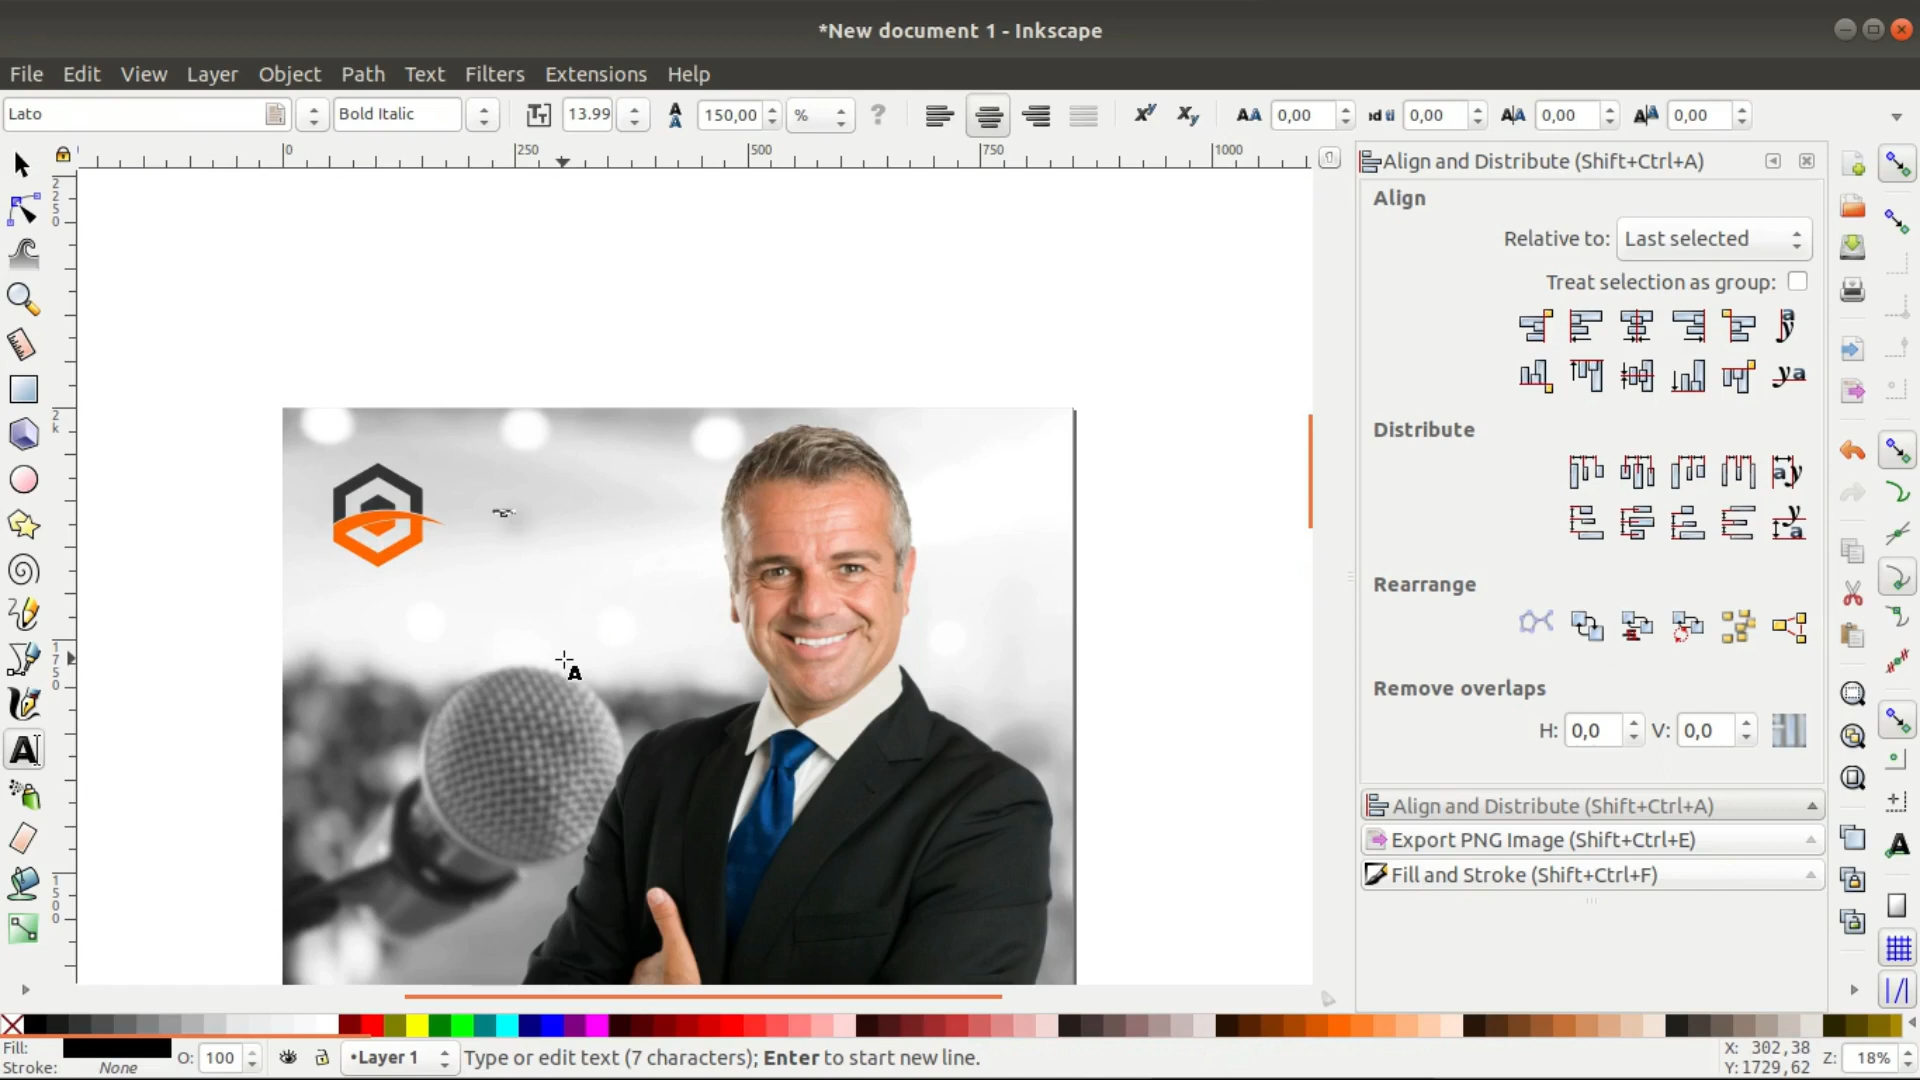 *New document 1 - Inkscape
File Edit View Layer Object Path Text Filters Extensions Help
Lato Bold Italic 13.99 150,00 % ? 0,00 0,00 0,00 0,00
0 250 500 750 1000
Align and Distribute (Shift+Ctrl+A)
Align
Relative to: Last selected
Treat selection as group:
Distribute
Rearrange
Remove overlaps
H: 0,0 V: 0,0
Align and Distribute (Shift+Ctrl+A)
Export PNG Image (Shift+Ctrl+E)
Fill and Stroke (Shift+Ctrl+F)
2250
2k
1750
1500
Fill:
Stroke: None
O: 100
•Layer 1
Type or edit text (7 characters); Enter to start new line.
X: 302,38
Y: 1729,62
Z: 18%